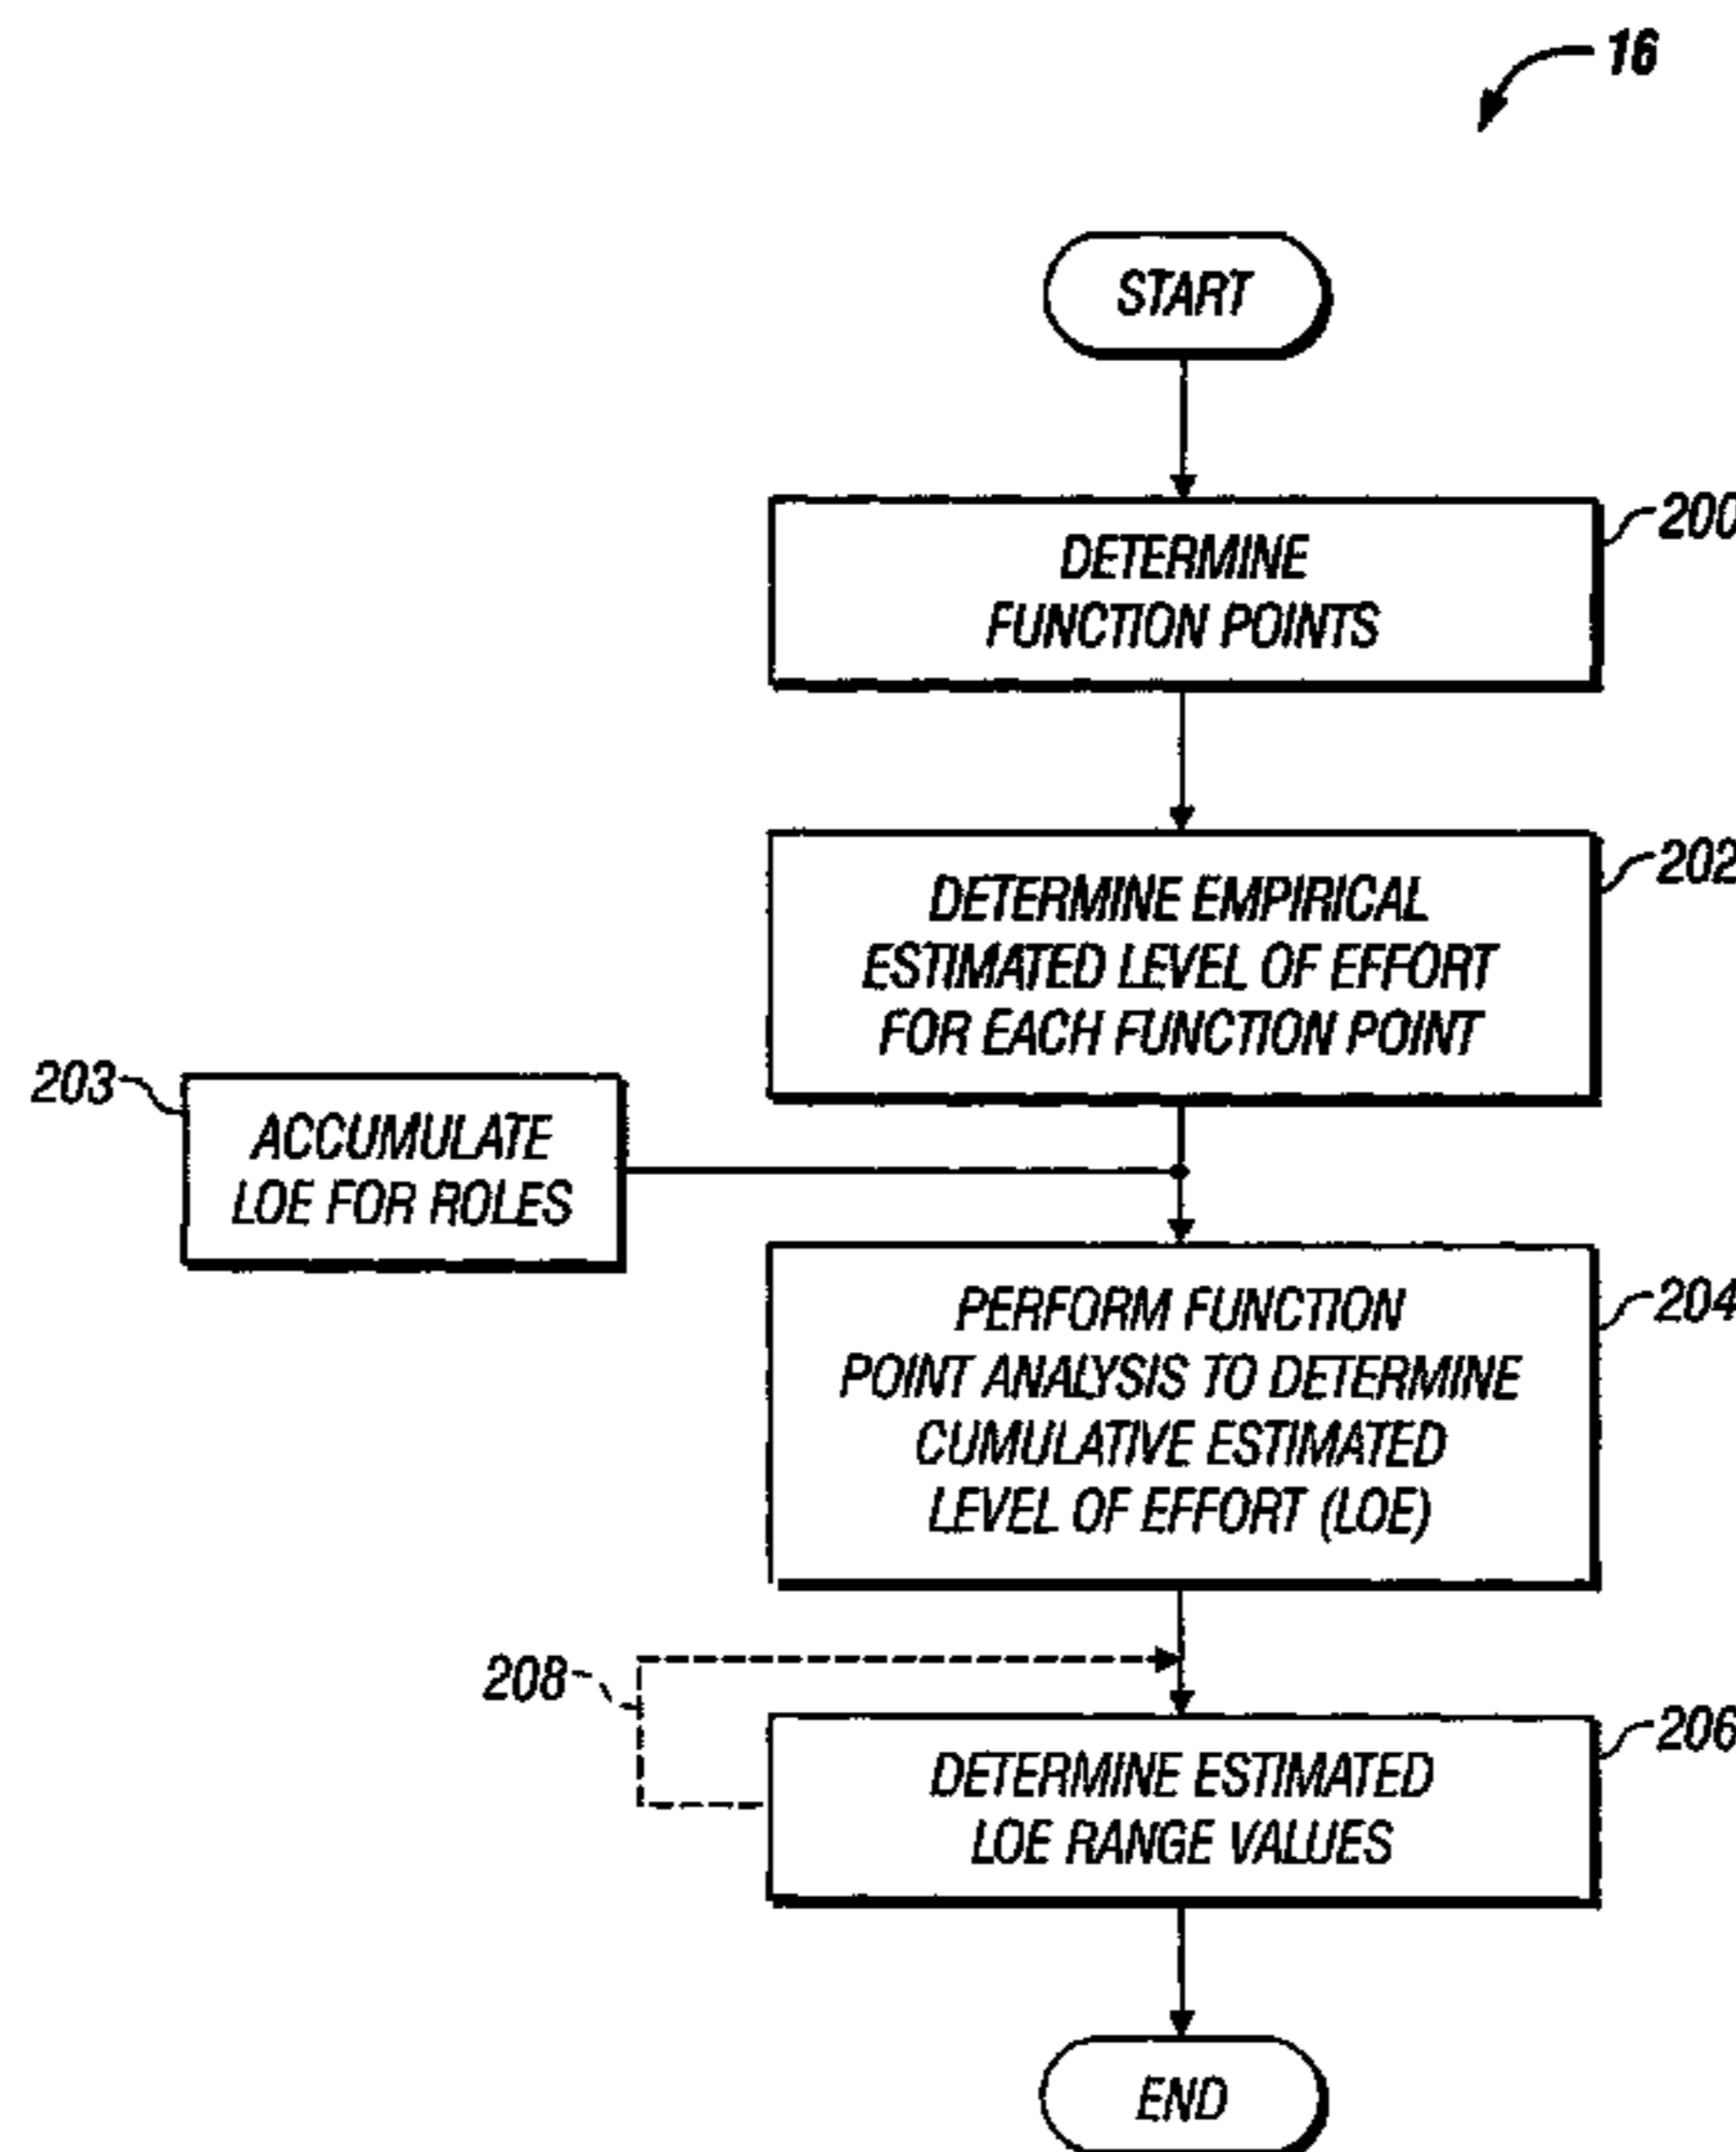 16
START
200
DETERMINE
FUNCTION POINTS
202
DETERMINE EMPIRICAL
ESTIMATED LEVEL OF EFFORT
FOR EACH FUNCTION POINT
203
ACCUMULATE
LOE FOR ROLES
204
PERFORM FUNCTION
POINT ANALYSIS TO DETERMINE
CUMULATIVE ESTIMATED
LEVEL OF EFFORT (LOE)
208
206
DETERMINE ESTIMATED
LOE RANGE VALUES
END